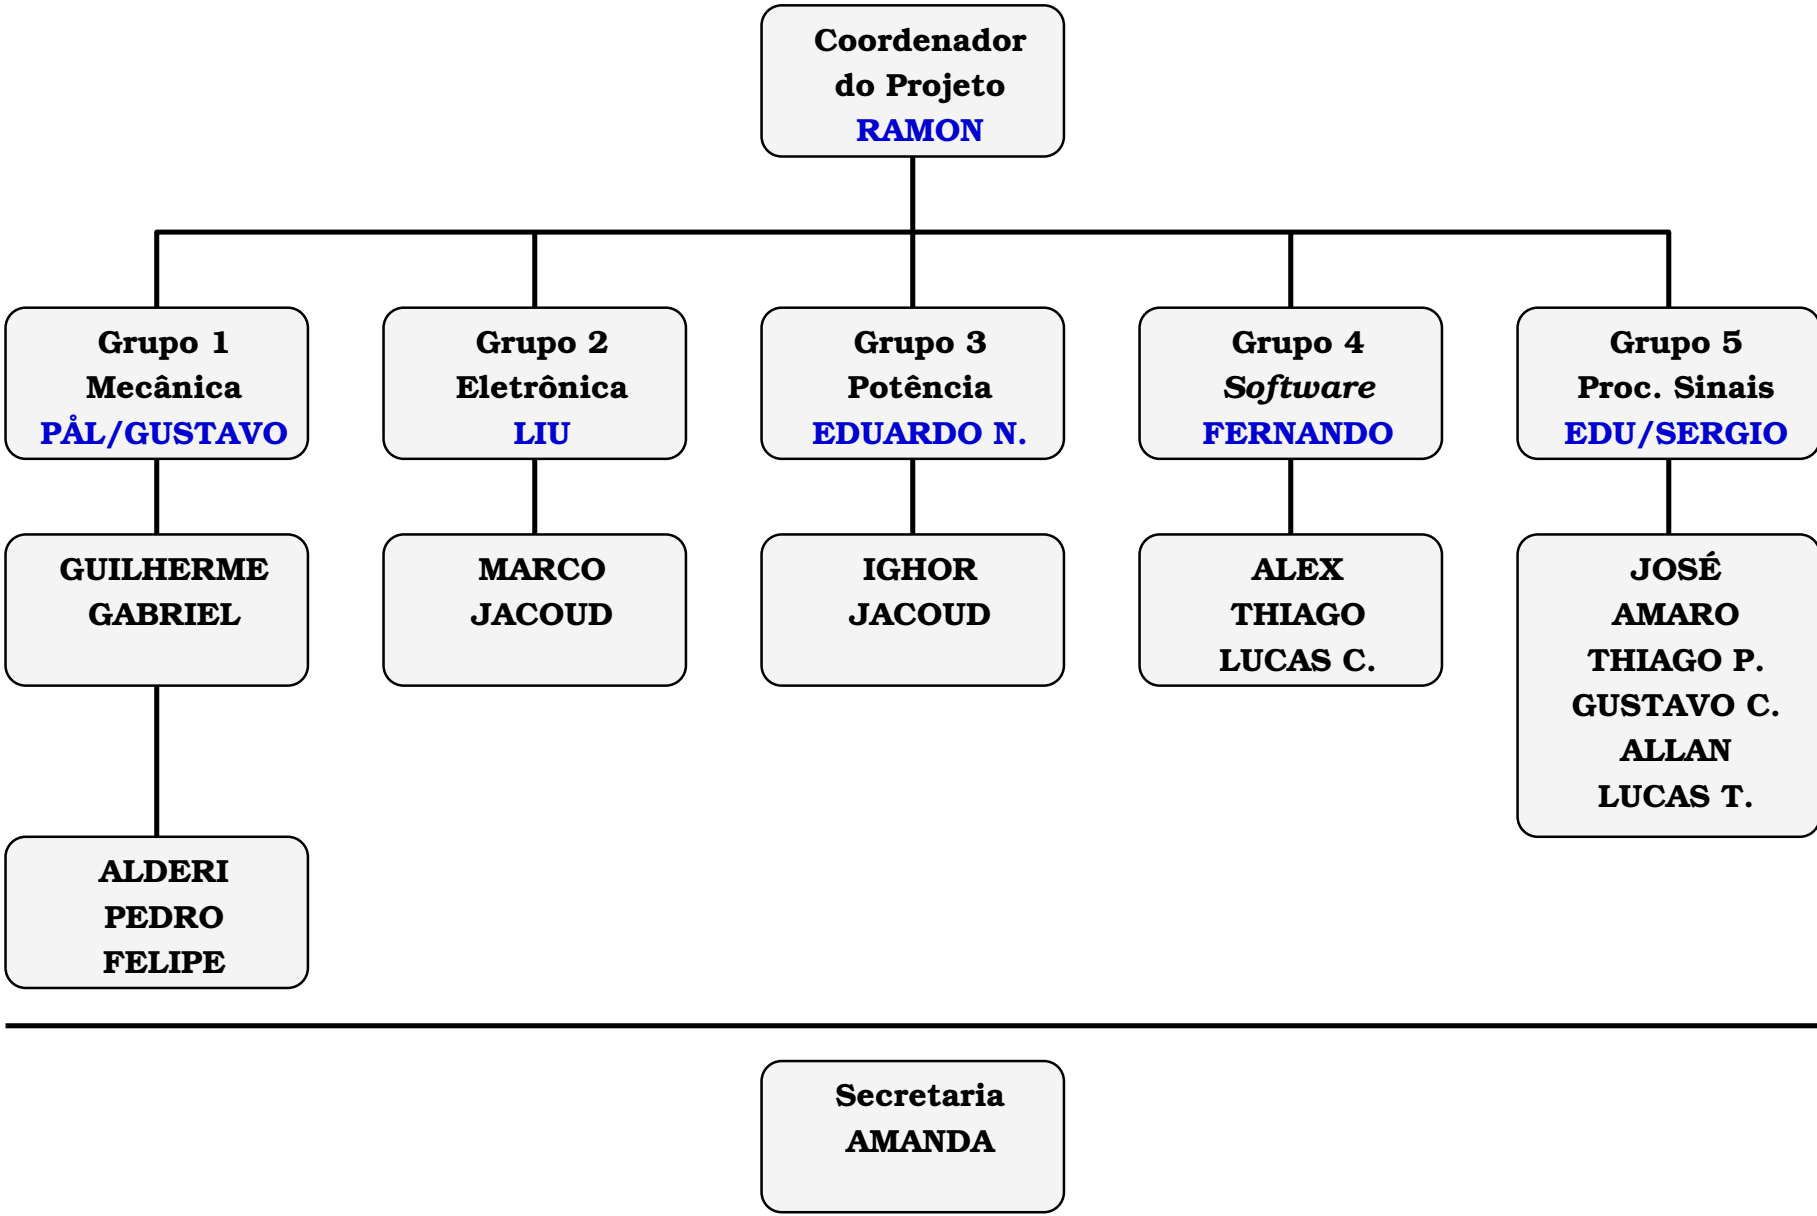 Coordenador
do Projeto
RAMON
Grupo 1
Mecânica
PÅL/GUSTAVO
Grupo 2
Eletrônica
LIU
Grupo 3
Potência
EDUARDO N.
Grupo 4
Software
FERNANDO
Grupo 5
Proc. Sinais
EDU/SERGIO
GUILHERME
GABRIEL
MARCO
JACOUD
IGHOR
JACOUD
ALEX
THIAGO
LUCAS C.
JOSÉ
AMARO
THIAGO P.
GUSTAVO C.
ALLAN
LUCAS T.
ALDERI
PEDRO
FELIPE
Secretaria
AMANDA